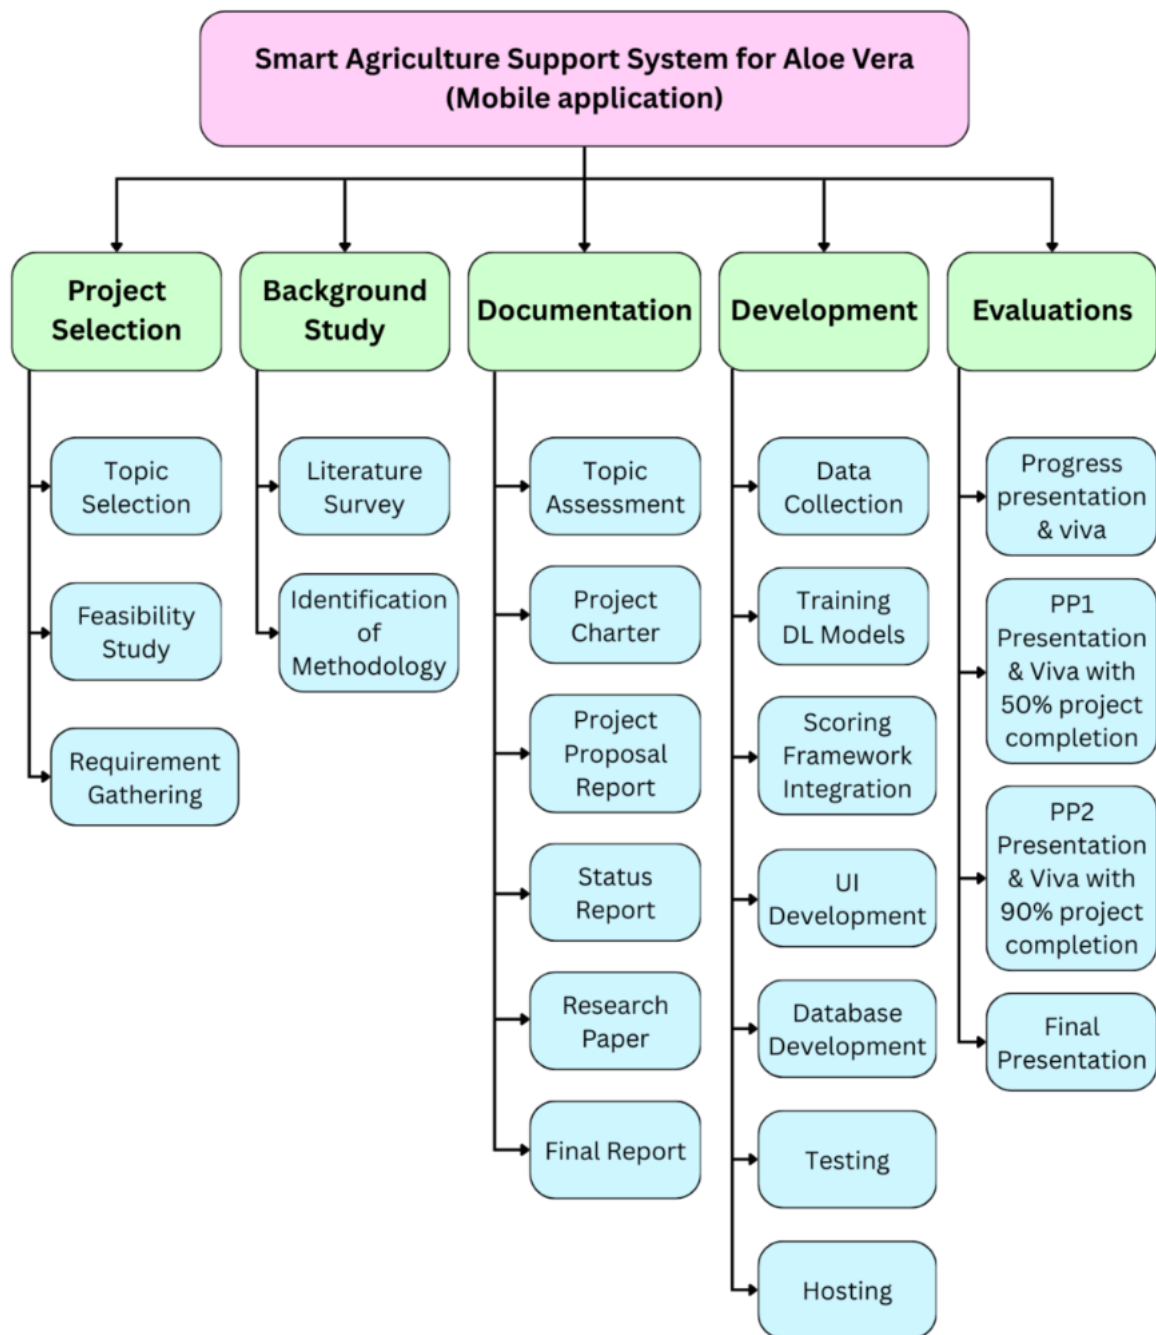 Smart Agriculture Support System for Aloe Vera
(Mobile application)
Project
Selection
Background
Study
Documentation
Development
Evaluations
Topic
Selection
Feasibility
Study
Requirement
Gathering
Literature
Survey
Identification
of
Methodology
Topic
Assessment
Project
Charter
Project
Proposal
Report
Status
Report
Research
Paper
Final Report
Data
Collection
Training
DL Models
Scoring
Framework
Integration
UI
Development
Database
Development
Testing
Hosting
Progress
presentation
& viva
PP1
Presentation
& Viva with
50% project
completion
PP2
Presentation
& Viva with
90% project
completion
Final
Presentation